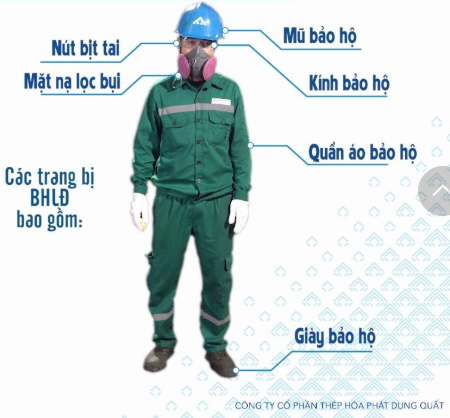 Mũ bảo hộ
Nút bịt tai
Mặt nạ lọc bụi
Kính bảo hộ
Quần áo bảo hộ
Các trang bị
BHLĐ
bao gồm:
Giày bảo hộ
CÔNG TY CỔ PHẦN THÉP HÒA PHÁT DUNG QUẤT